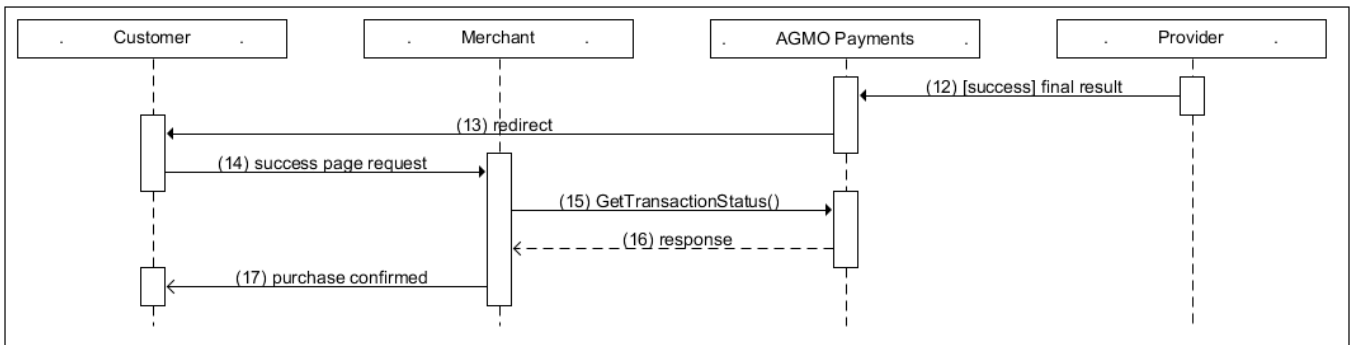 . Customer .
. Merchant .
. AGMO Payments .
. Provider .
(12) [success] final result
(13) redirect
(14) success page request
(15) GetTransactionStatus()
(16) response
(17) purchase confirmed